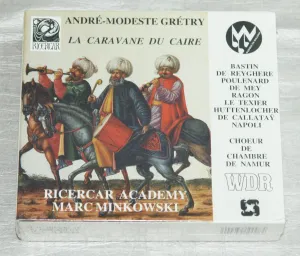 RICERCAR
ANDRÉ-MODESTE GRÉTRY
LA CARAVANE DU CAIRE
BASTIN
DE REYGHERE
POULENARD
DE MEY
RAGON
LE TEXIER
HUTTENLOCHER
DE CALLATAŸ
NAPOLI
CHOEUR
DE
CHAMBRE
DE NAMUR
WDR
RICERCAR ACADEMY
MARC MINKOWSKI